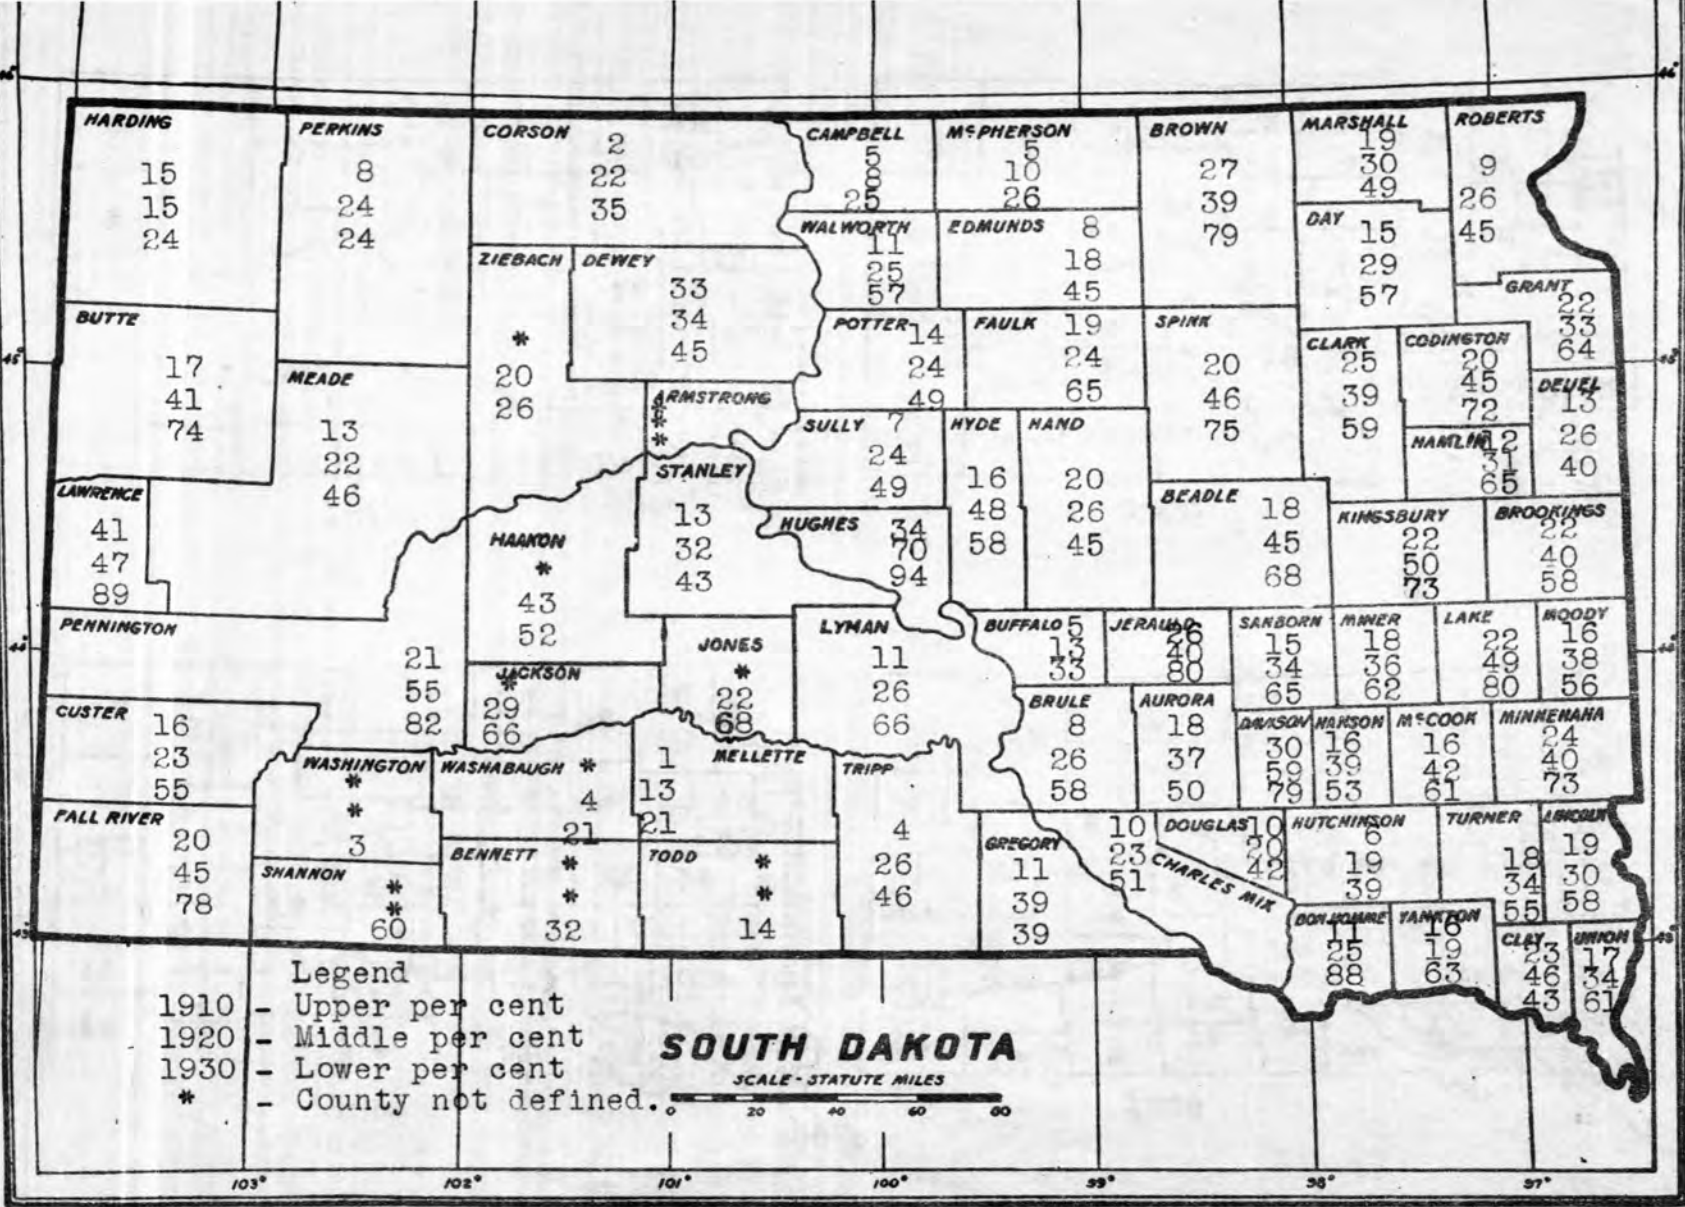 HARDING
15
15
24
PERKINS
8
24
24
CORSON
2
22
35
CAMPBELL
5
8
25
McPHERSON
5
10
26
BROWN
27
39
79
MARSHALL
19
30
49
ROBERTS
9
26
45
WALWORTH
11
25
57
EDMUNDS
8
18
45
DAY
15
29
57
ZIEBACH
*
20
26
DEWEY
33
34
45
GRANT
22
33
64
BUTTE
17
41
74
MEADE
13
22
46
POTTER
14
24
49
FAULK
19
24
65
SPINK
20
46
75
CLARK
25
39
59
CODINGTON
20
45
72
DEUEL
13
26
40
ARMSTRONG
*
*
*
SULLY
7
24
49
HYDE
16
48
58
HAND
20
26
45
HAMLIN
65
LAWRENCE
41
47
89
STANLEY
13
32
43
HUGHES
34
70
94
BEADLE
18
45
68
KINGSBURY
22
50
73
BROOKINGS
22
40
58
HAAKON
*
43
52
PENNINGTON
21
55
82
JACKSON
*
29
66
JONES
*
22
68
LYMAN
11
26
66
BUFFALO
5
13
33
JERAULD
26
40
80
SANBORN
15
34
65
MINER
18
36
62
LAKE
22
49
80
MOODY
16
38
56
CUSTER
16
23
55
BRULE
8
26
58
AURORA
18
37
50
DAVISON
30
59
79
HANSON
16
39
53
McCOOK
16
42
61
MINNEHAHA
24
40
73
WASHINGTON
*
*
3
WASHABAUGH
*
4
21
MELLETTE
1
13
21
TRIPP
4
26
46
FALL RIVER
20
45
78
SHANNON
*
*
60
BENNETT
*
*
32
TODD
*
*
14
GREGORY
11
39
39
CHARLES MIX
10
23
51
DOUGLAS
10
20
42
HUTCHINSON
6
19
39
TURNER
18
34
55
LINCOLN
19
30
58
BON HOMME
11
25
88
YANKTON
16
19
63
CLAY
23
46
43
UNION
17
34
61
Legend
1910 - Upper per cent
1920 - Middle per cent
1930 - Lower per cent
* - County not defined.
SOUTH DAKOTA
SCALE - STATUTE MILES
0 20 40 60 80
103° 102° 101° 100° 99° 98° 97°